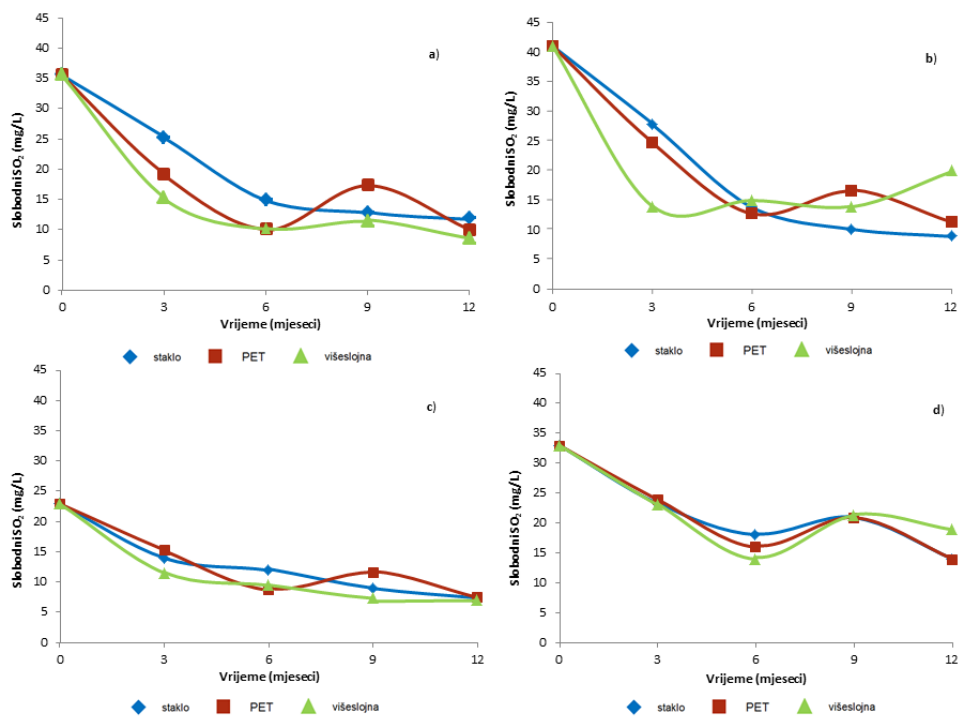 a)
Slobodni SO₂ (mg/L)
45
40
35
30
25
20
15
10
5
0
0 3 6 9 12
Vrijeme (mjeseci)
staklo PET višeslojna
b)
Slobodni SO₂ (mg/L)
45
40
35
30
25
20
15
10
5
0
0 3 6 9 12
Vrijeme (mjeseci)
staklo PET višeslojna
c)
Slobodni SO₂ (mg/L)
45
40
35
30
25
20
15
10
5
0
0 3 6 9 12
Vrijeme (mjeseci)
staklo PET višeslojna
d)
Slobodni SO₂ (mg/L)
45
40
35
30
25
20
15
10
5
0
0 3 6 9 12
Vrijeme (mjeseci)
staklo PET višeslojna